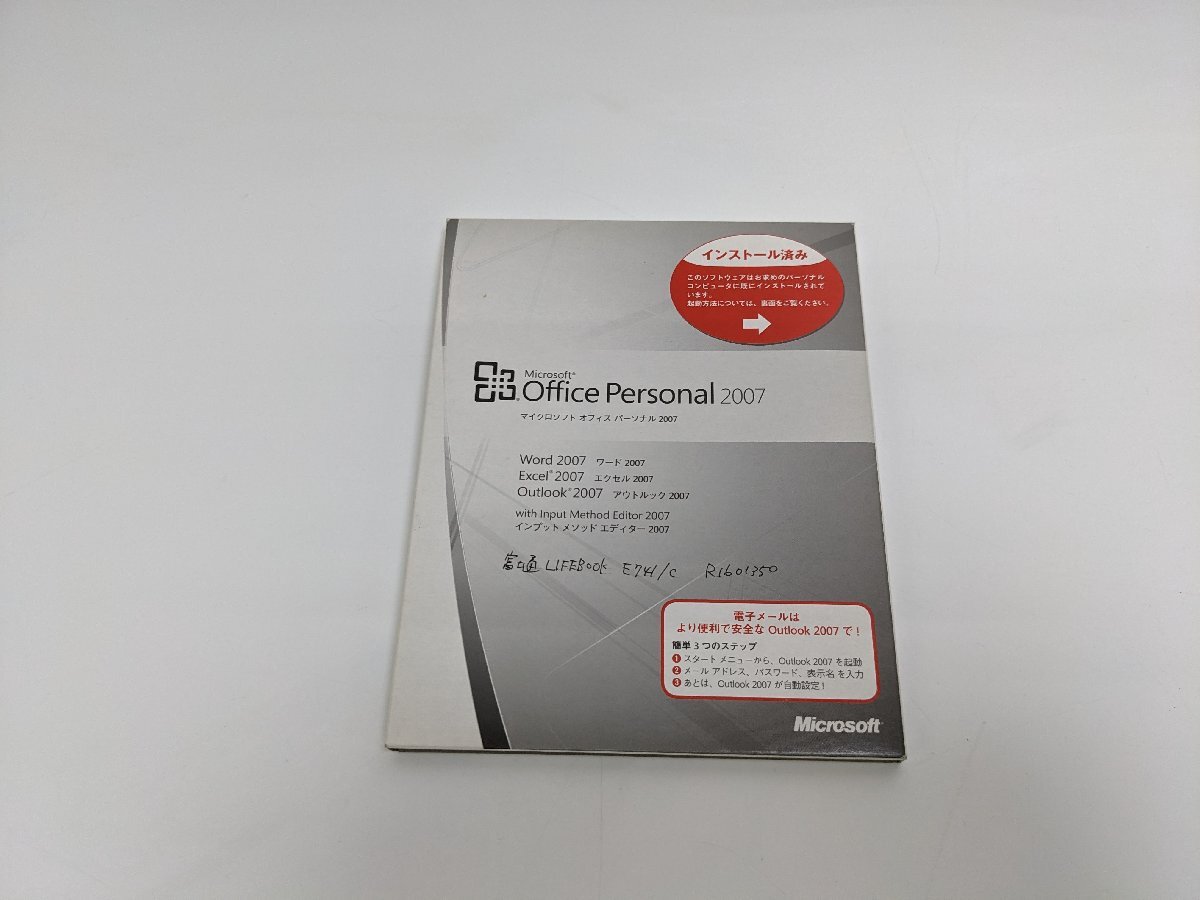 インストール済み
このソフトウェアはお求めのパーソナル
コンピュータに既にインストールされて
います。
起動方法については、裏面をご覧ください。
Microsoft®
Office Personal 2007
マイクロソフト オフィス パーソナル 2007
Word 2007 ワード 2007
Excel® 2007 エクセル 2007
Outlook® 2007 アウトルック 2007
with Input Method Editor 2007
インプット メソッド エディター 2007
富士通 LIFEBOOK E741/C R1601350
電子メールは
より便利で安全な Outlook 2007 で！
簡単 3 つのステップ
1 スタート メニューから、Outlook 2007 を起動
2 メール アドレス、パスワード、表示名 を入力
3 あとは、Outlook 2007 が自動設定！
Microsoft